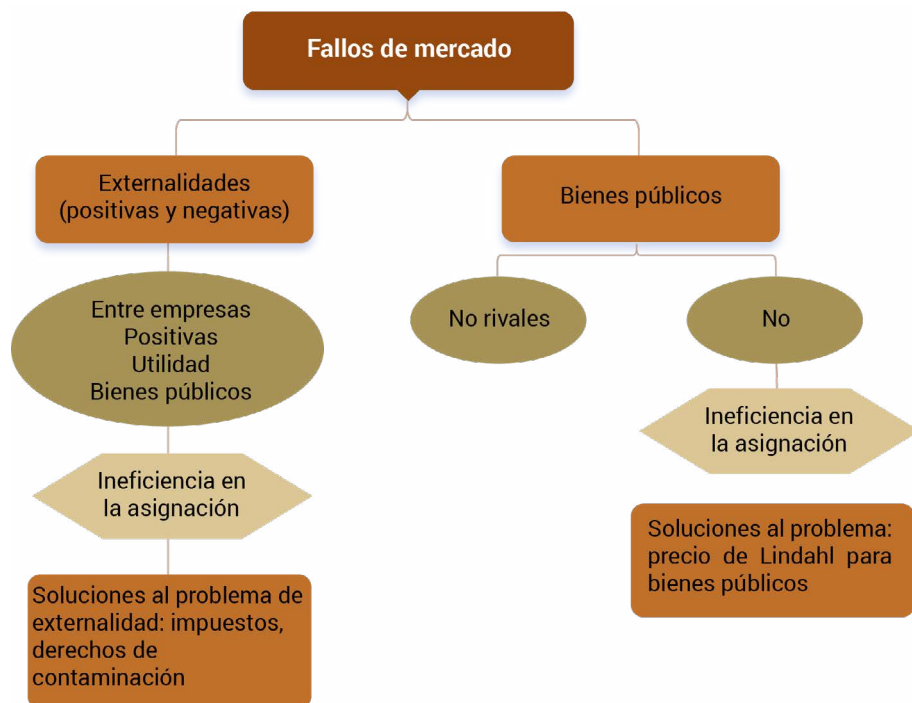 Fallos de mercado
Externalidades
(positivas y negativas)
Bienes públicos
Entre empresas
Positivas
Utilidad
Bienes públicos
No rivales
No
Ineficiencia en
la asignación
Ineficiencia en
la asignación
Soluciones al problema de
externalidad: impuestos,
derechos de
contaminación
Soluciones al problema:
precio de Lindahl para
bienes públicos